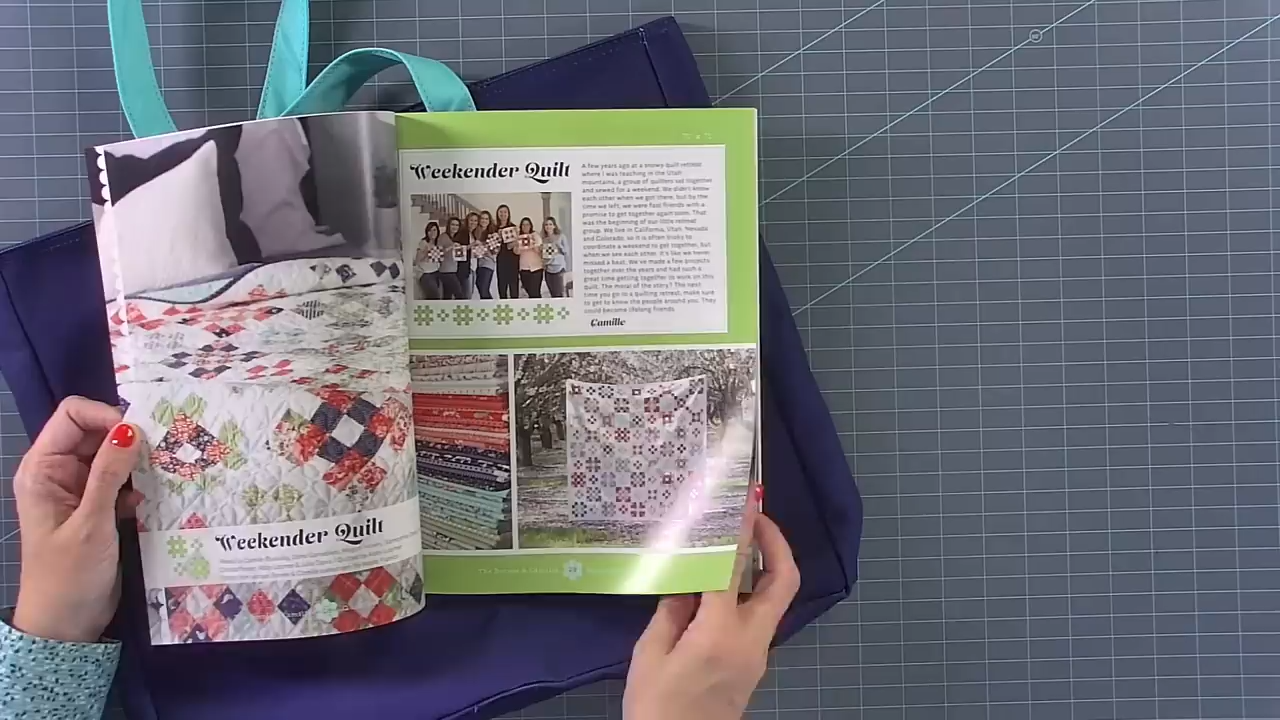 Weekender Quilt
Weekender Quilt
A few years ago at a snowy quilt retreat
where I was teaching in the Utah
mountains, a group of quilters sat together
and sewed for a weekend. We didn't know
each other when we got there, but by the
time we left, we were fast friends with a
promise to get together again soon. That
was the beginning of our little retreat
group. We live in California, Utah, Nevada
and Colorado, so it is often tricky to
coordinate a weekend to get together, but
when we see each other, it's like we never
missed a beat. We've made a few projects
together over the years and had such a
great time getting together to work on this
quilt. The moral of the story? The next
time you go to a quilting retreat, make sure
to get to know the people around you. They
could become lifelong friends.
Camille
28